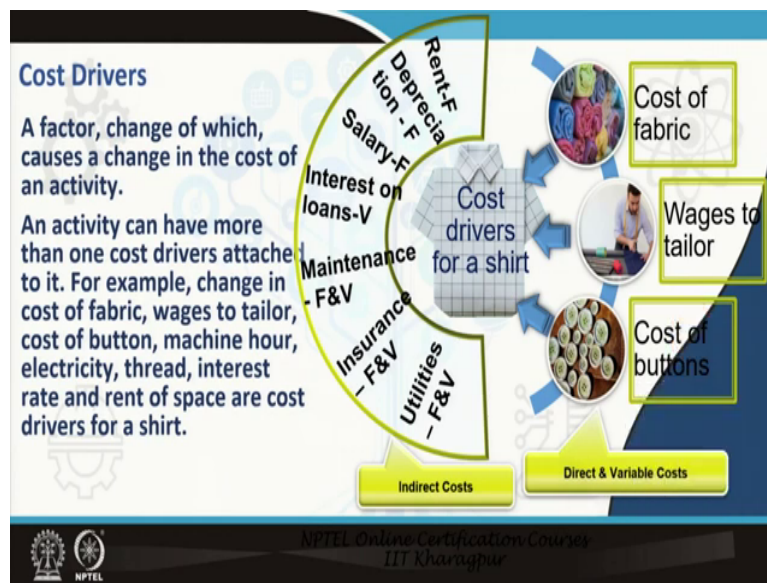 Cost Drivers
A factor, change of which,
causes a change in the cost of
an activity.
An activity can have more
than one cost drivers attached
to it. For example, change in
cost of fabric, wages to tailor,
cost of button, machine hour,
electricity, thread, interest
rate and rent of space are cost
drivers for a shirt.
Rent-F
Deprecia
tion - F
Salary-F
Interest on
loans-V
Maintenance
- F&V
Insurance
– F&V
Utilities
– F&V
Cost
drivers
for a shirt
Cost of
fabric
Wages to
tailor
Cost of
buttons
Indirect Costs
Direct & Variable Costs
NPTEL
NPTEL Online Certification Courses
IIT Kharagpur